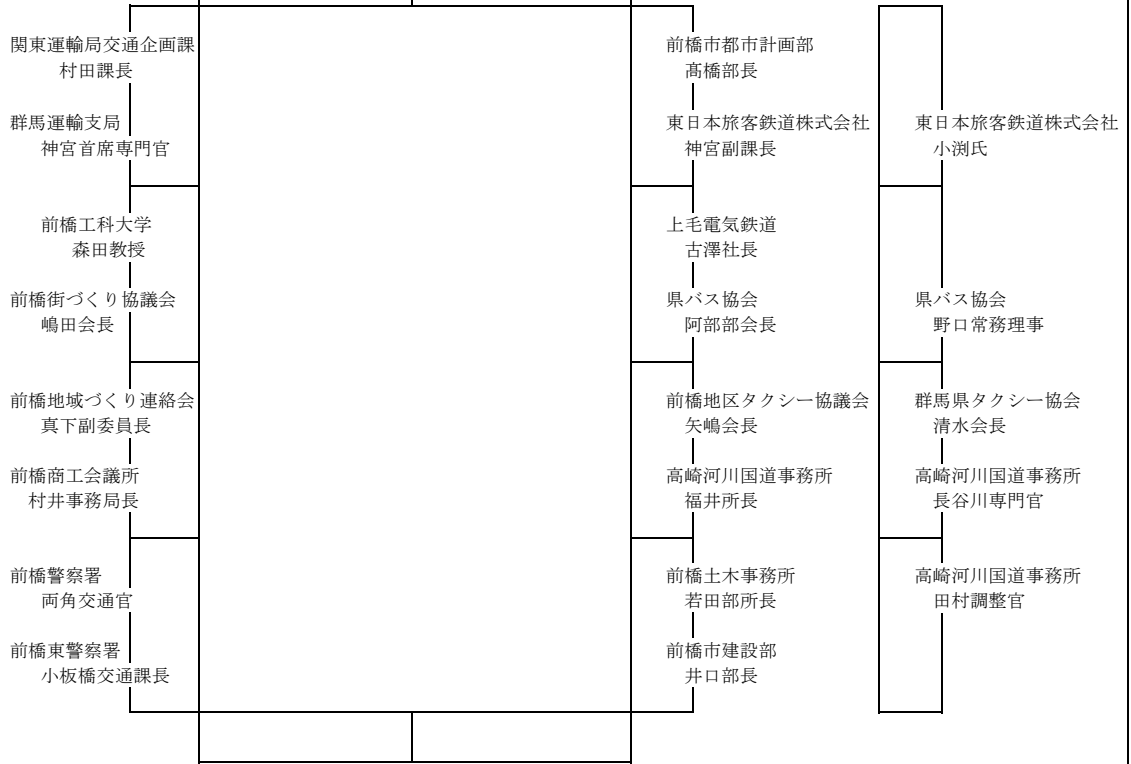 関東運輸局交通企画課
村田課長
群馬運輸支局
神宮首席専門官
前橋工科大学
森田教授
前橋街づくり協議会
嶋田会長
前橋地域づくり連絡会
真下副委員長
前橋商工会議所
村井事務局長
前橋警察署
両角交通官
前橋東警察署
小板橋交通課長
前橋市都市計画部
髙橋部長
東日本旅客鉄道株式会社
神宮副課長
上毛電気鉄道
古澤社長
県バス協会
阿部部会長
前橋地区タクシー協議会
矢嶋会長
高崎河川国道事務所
福井所長
前橋土木事務所
若田部所長
前橋市建設部
井口部長
東日本旅客鉄道株式会社
小渕氏
県バス協会
野口常務理事
群馬県タクシー協会
清水会長
高崎河川国道事務所
長谷川専門官
高崎河川国道事務所
田村調整官